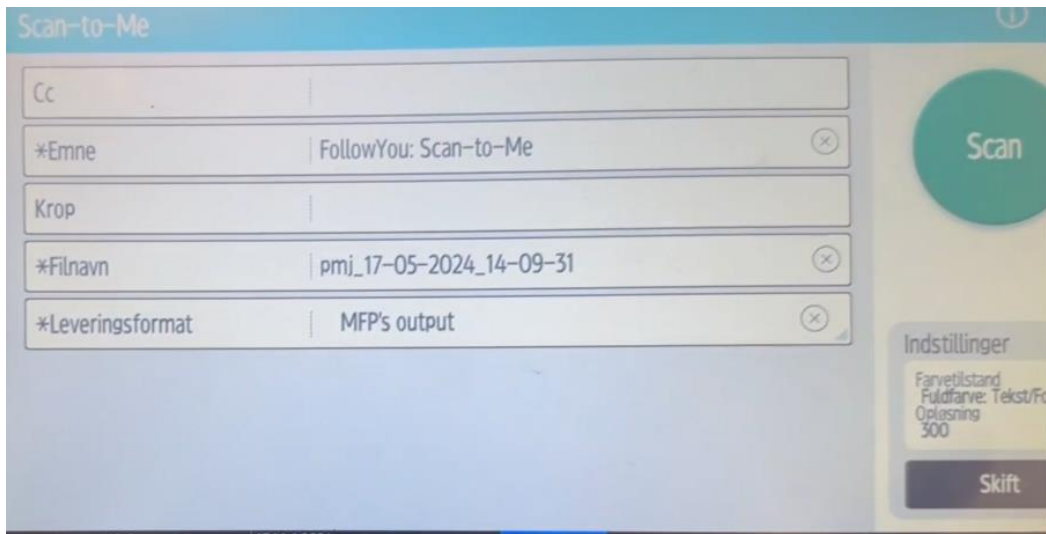 Scan-to-Me
Cc
*Emne FollowYou: Scan-to-Me
Krop
*Filnavn pmj_17-05-2024_14-09-31
*Leveringsformat MFP's output
Scan
Indstillinger
Farvetilstand
Fuldfarve: Tekst/Fo
Opløsning
300
Skift